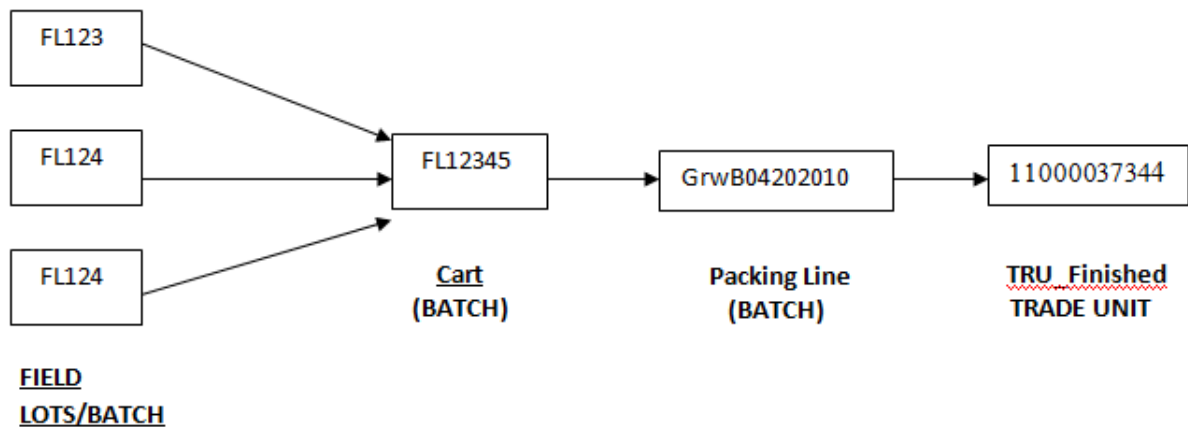 FL123
FL124
FL124
FIELD
LOTS/BATCH
FL12345
Cart
(BATCH)
GrwB04202010
Packing Line
(BATCH)
11000037344
TRU_Finished
TRADE UNIT